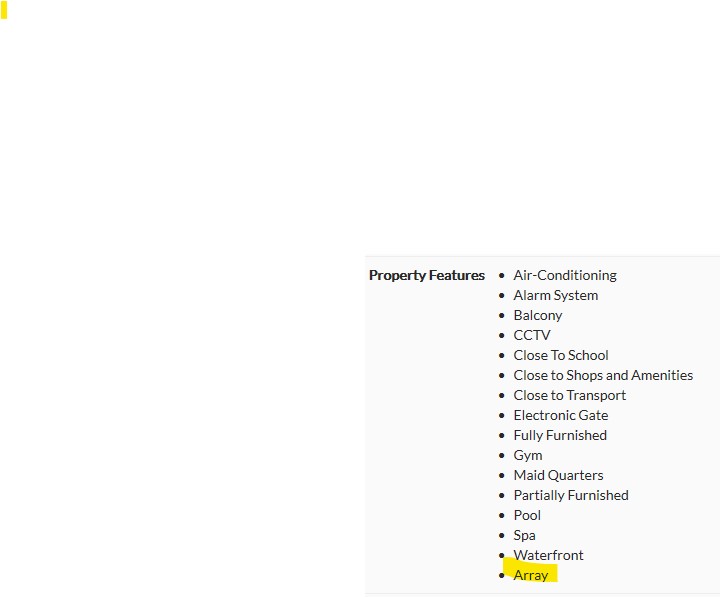 Property Features
• Air-Conditioning
• Alarm System
• Balcony
• CCTV
• Close To School
• Close to Shops and Amenities
• Close to Transport
• Electronic Gate
• Fully Furnished
• Gym
• Maid Quarters
• Partially Furnished
• Pool
• Spa
• Waterfront
• Array